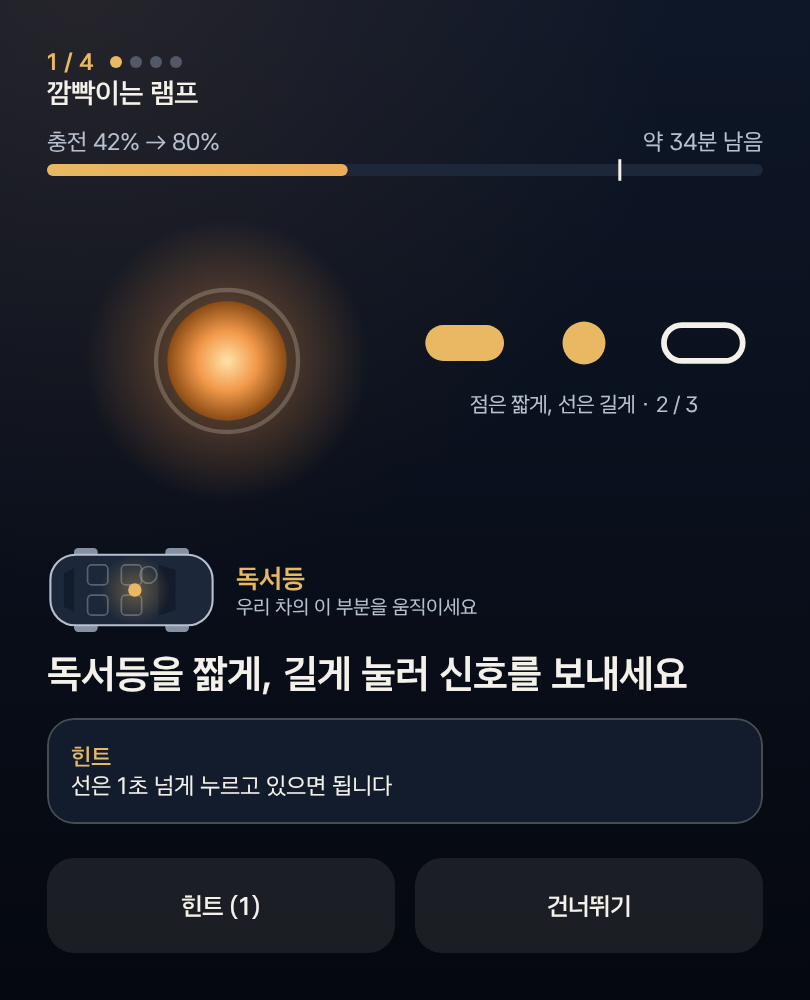 1 / 4
깜빡이는 램프
충전 42% → 80%
약 34분 남음
점은 짧게, 선은 길게 · 2 / 3
독서등
우리 차의 이 부분을 움직이세요
독서등을 짧게, 길게 눌러 신호를 보내세요
힌트
선은 1초 넘게 누르고 있으면 됩니다
힌트 (1)
건너뛰기